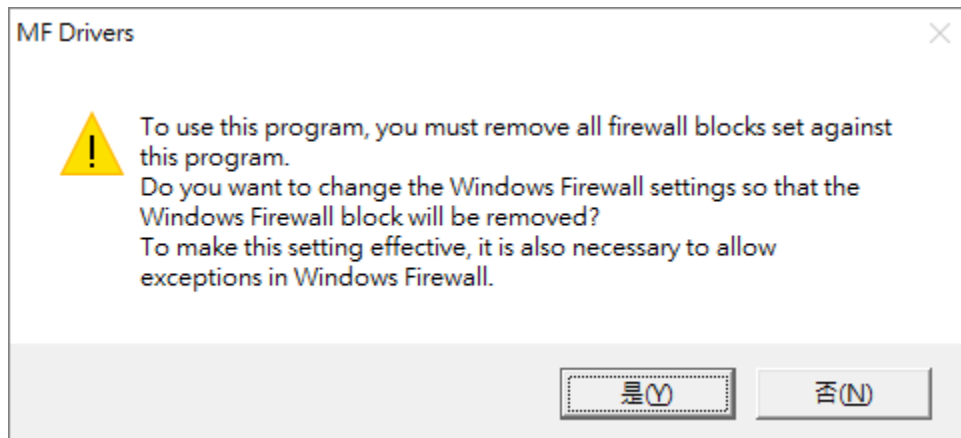 MF Drivers
To use this program, you must remove all firewall blocks set against
this program.
Do you want to change the Windows Firewall settings so that the
Windows Firewall block will be removed?
To make this setting effective, it is also necessary to allow
exceptions in Windows Firewall.
是(Y)
否(N)